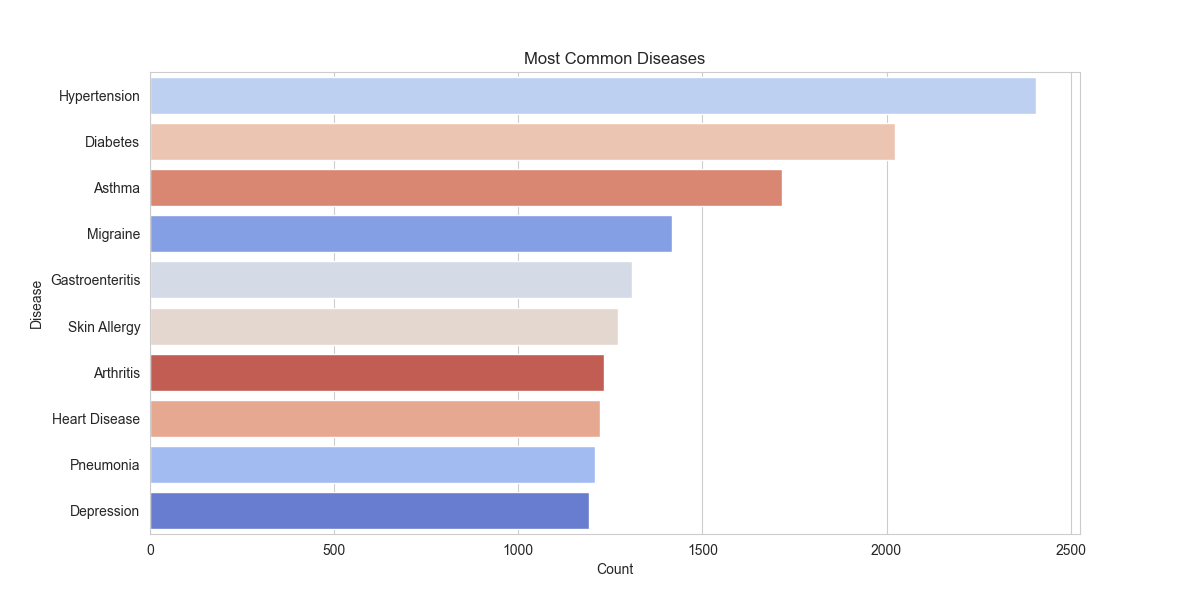 Most Common Diseases
Disease
Hypertension
Diabetes
Asthma
Migraine
Gastroenteritis
Skin Allergy
Arthritis
Heart Disease
Pneumonia
Depression
0 500 1000 1500 2000 2500
Count